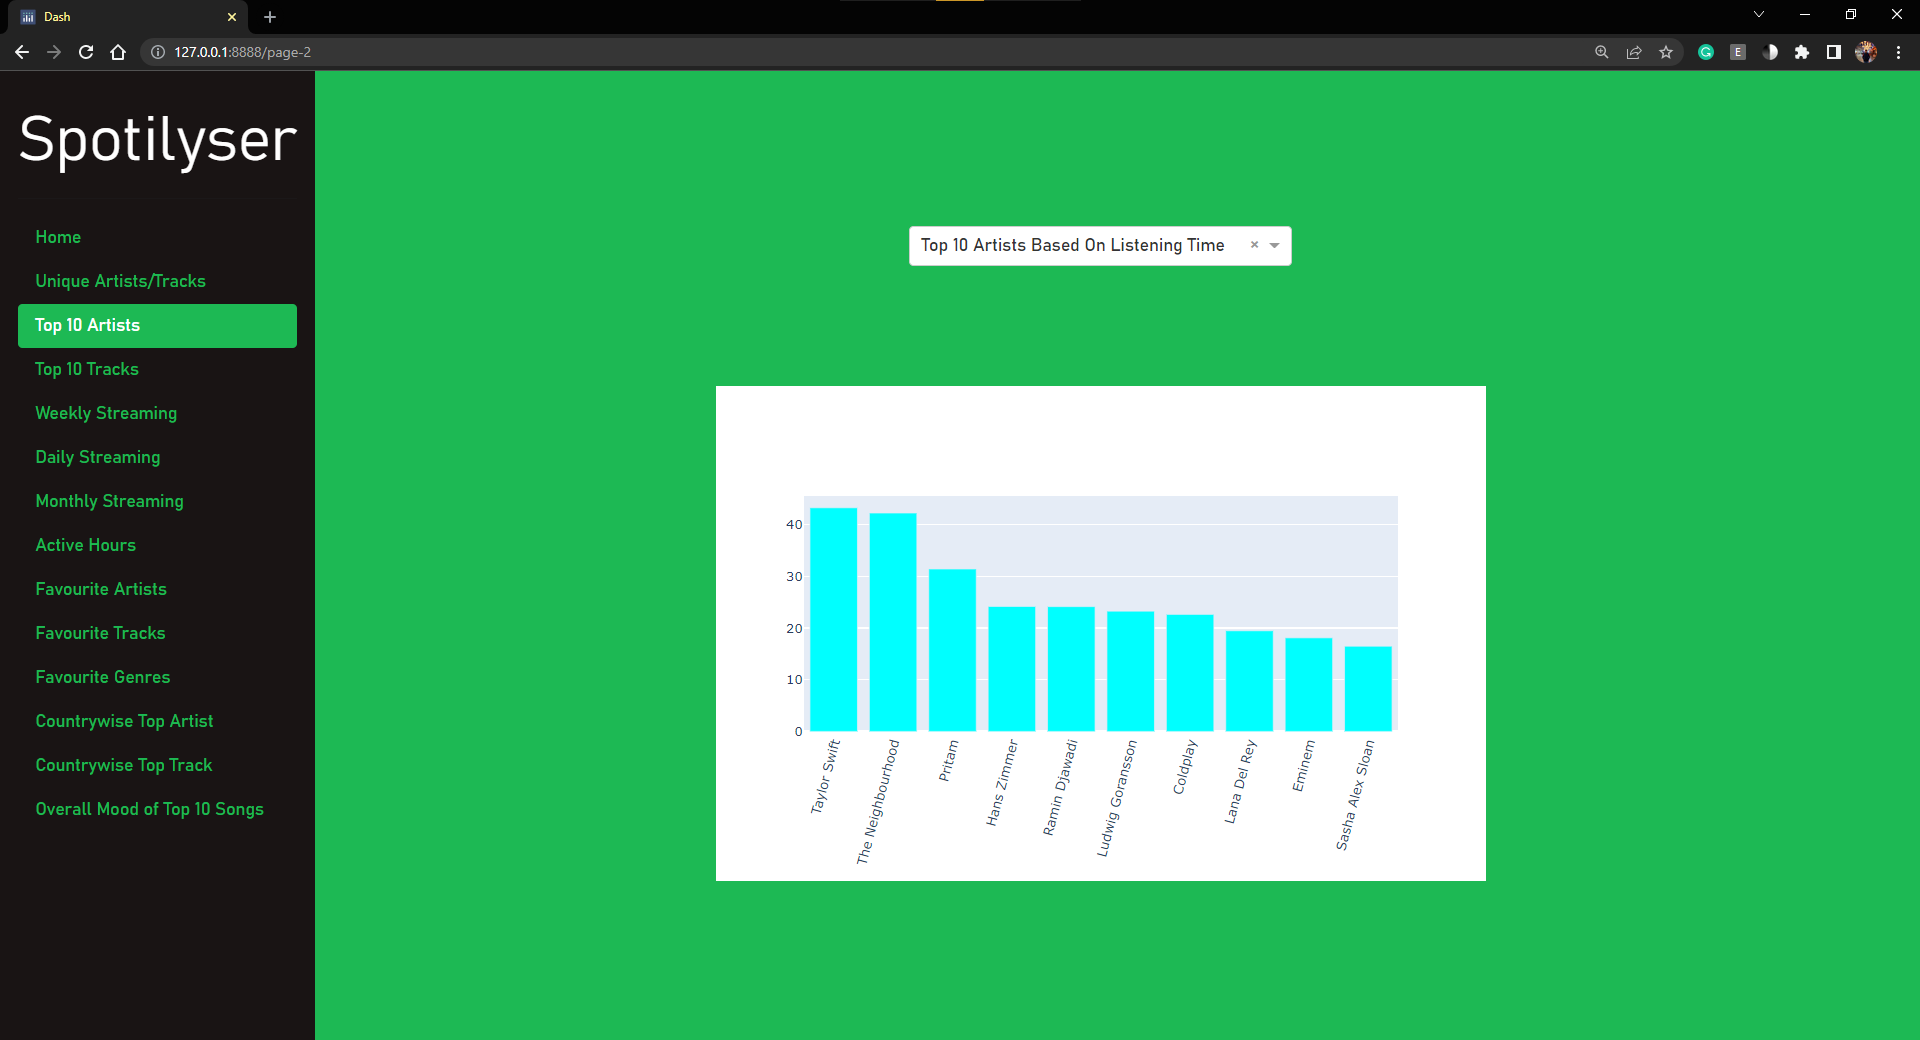 Dash
127.0.0.1:8888/page-2
E
Spotilyser
Home
Unique Artists/Tracks
Top 10 Artists
Top 10 Tracks
Weekly Streaming
Daily Streaming
Monthly Streaming
Active Hours
Favourite Artists
Favourite Tracks
Favourite Genres
Countrywise Top Artist
Countrywise Top Track
Overall Mood of Top 10 Songs
Top 10 Artists Based On Listening Time
40
30
20
10
0
Taylor Swift
The Neighbourhood
Pritam
Hans Zimmer
Ramin Djawadi
Ludwig Goransson
Coldplay
Lana Del Rey
Eminem
Sasha Alex Sloan